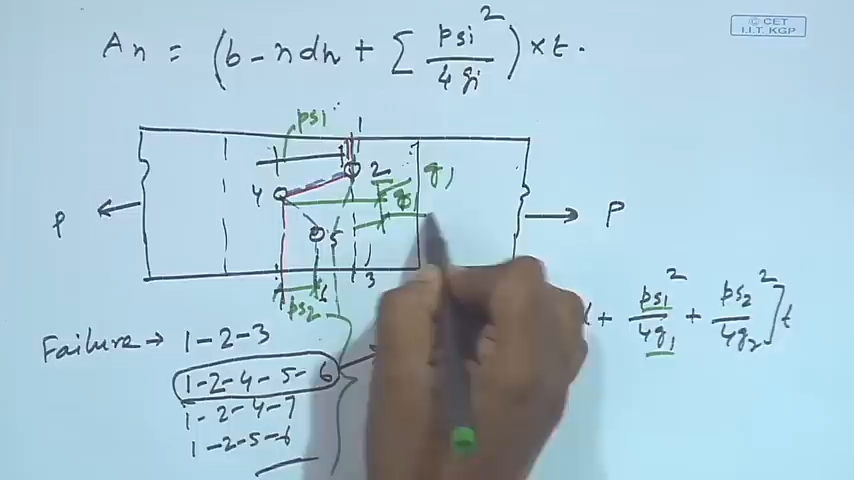 © CET
I.I.T. KGP
An = (b - n dh + Σ psi² / 4gi) × t.
psi
1
4
2
g1
g
5
P
P
3
6
ps2
+ ps1² / 4g1 + ps2² / 4g2 ] t
Failure → 1-2-3
1-2-4-5-6
1-2-4-7
1-2-5-6